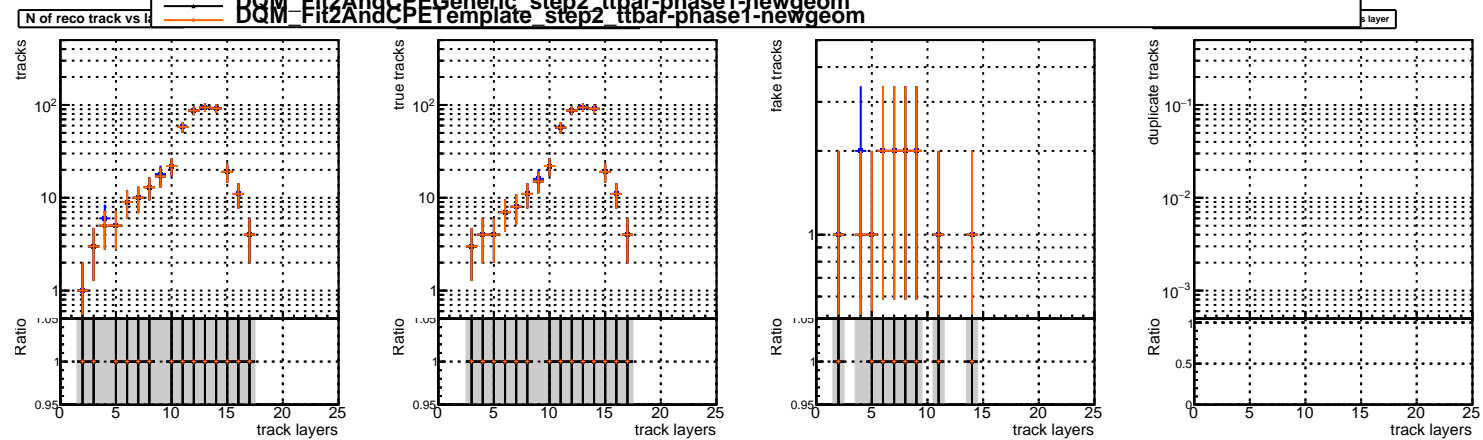 DQM_Fit2AndCPEGeneric_step2_ttbar-phase1-newgeom
DQM_Fit2AndCPETemplate_step2_ttbar-phase1-newgeom
N of reco track vs
s layer
tracks
10²
10
1
Ratio
1.05
1
0.95
0 5 10 15 20 25
track layers
true tracks
10²
10
1
Ratio
1.05
1
0.95
0 5 10 15 20 25
track layers
fake tracks
1
Ratio
1.05
1
0.95
0 5 10 15 20 25
track layers
duplicate tracks
10⁻¹
10⁻²
10⁻³
Ratio
1
0.5
0
0 5 10 15 20 25
track layers